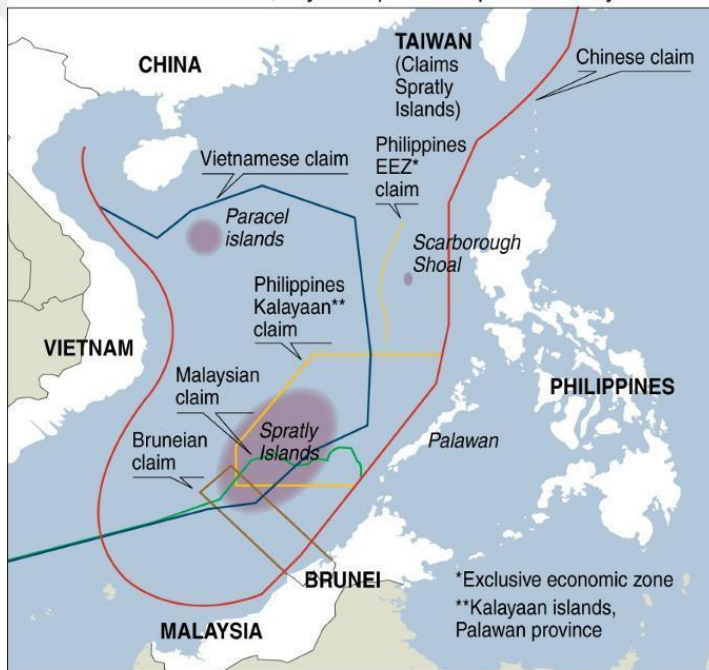 TAIWAN
(Claims
Spratly
Islands)
CHINA
Chinese claim
Philippines
EEZ*
claim
Vietnamese claim
Paracel
islands
Scarborough
Shoal
Philippines
Kalayaan**
claim
VIETNAM
Malaysian
claim
PHILIPPINES
Spratly
Islands
Bruneian
claim
Palawan
BRUNEI
MALAYSIA
*Exclusive economic zone
**Kalayaan islands,
Palawan province